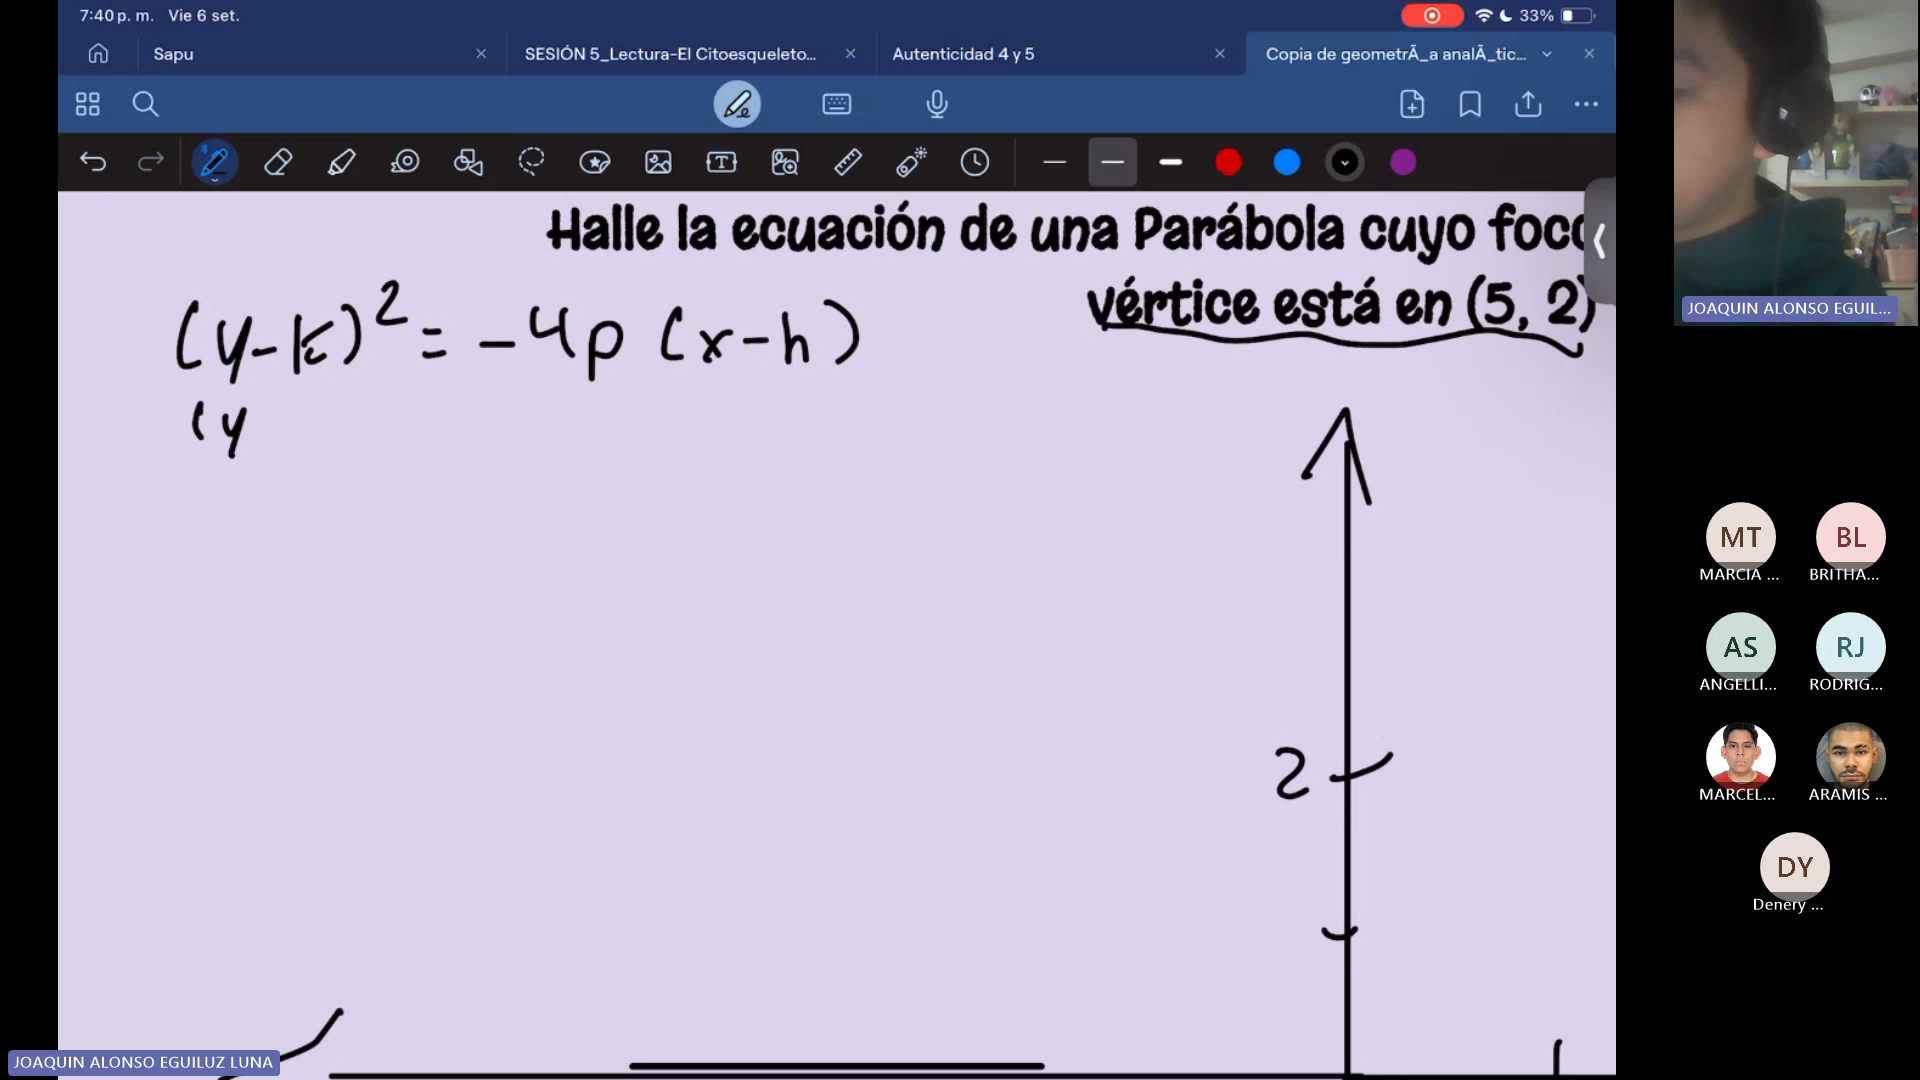 7:40 p. m. Vie 6 set.
33%
Sapu
SESIÓN 5_Lectura-El Citoesqueleto...
Autenticidad 4 y 5
Copia de geometrÃ_a analÃ_tic...
Halle la ecuación de una Parábola cuyo foco
vértice está en (5, 2)
(y-k)² = -4p (x-h)
(y
2
JOAQUIN ALONSO EGUIL...
MT
MARCIA ...
BL
BRITHA...
AS
ANGELLI...
RJ
RODRIG...
MARCEL...
ARAMIS ...
DY
Denery ...
JOAQUIN ALONSO EGUILUZ LUNA